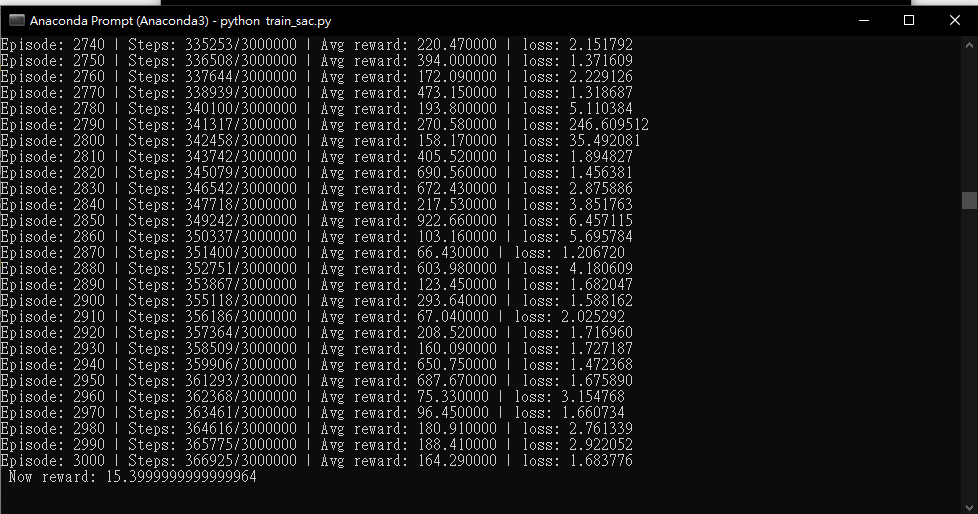 Anaconda Prompt (Anaconda3) - python  train_sac.py
Episode: 2740 | Steps: 335253/3000000 | Avg reward: 220.470000 | loss: 2.151792
Episode: 2750 | Steps: 336508/3000000 | Avg reward: 394.000000 | loss: 1.371609
Episode: 2760 | Steps: 337644/3000000 | Avg reward: 172.090000 | loss: 2.229126
Episode: 2770 | Steps: 338939/3000000 | Avg reward: 473.150000 | loss: 1.318687
Episode: 2780 | Steps: 340100/3000000 | Avg reward: 193.800000 | loss: 5.110384
Episode: 2790 | Steps: 341317/3000000 | Avg reward: 270.580000 | loss: 246.609512
Episode: 2800 | Steps: 342458/3000000 | Avg reward: 158.170000 | loss: 35.492081
Episode: 2810 | Steps: 343742/3000000 | Avg reward: 405.520000 | loss: 1.894827
Episode: 2820 | Steps: 345079/3000000 | Avg reward: 690.560000 | loss: 1.456381
Episode: 2830 | Steps: 346542/3000000 | Avg reward: 672.430000 | loss: 2.875886
Episode: 2840 | Steps: 347718/3000000 | Avg reward: 217.530000 | loss: 3.851763
Episode: 2850 | Steps: 349242/3000000 | Avg reward: 922.660000 | loss: 6.457115
Episode: 2860 | Steps: 350337/3000000 | Avg reward: 103.160000 | loss: 5.695784
Episode: 2870 | Steps: 351400/3000000 | Avg reward: 66.430000 | loss: 1.206720
Episode: 2880 | Steps: 352751/3000000 | Avg reward: 603.980000 | loss: 4.180609
Episode: 2890 | Steps: 353867/3000000 | Avg reward: 123.450000 | loss: 1.682047
Episode: 2900 | Steps: 355118/3000000 | Avg reward: 293.640000 | loss: 1.588162
Episode: 2910 | Steps: 356186/3000000 | Avg reward: 67.040000 | loss: 2.025292
Episode: 2920 | Steps: 357364/3000000 | Avg reward: 208.520000 | loss: 1.716960
Episode: 2930 | Steps: 358509/3000000 | Avg reward: 160.090000 | loss: 1.727187
Episode: 2940 | Steps: 359906/3000000 | Avg reward: 650.750000 | loss: 1.472368
Episode: 2950 | Steps: 361293/3000000 | Avg reward: 687.670000 | loss: 1.675890
Episode: 2960 | Steps: 362368/3000000 | Avg reward: 75.330000 | loss: 3.154768
Episode: 2970 | Steps: 363461/3000000 | Avg reward: 96.450000 | loss: 1.660734
Episode: 2980 | Steps: 364616/3000000 | Avg reward: 180.910000 | loss: 2.761339
Episode: 2990 | Steps: 365775/3000000 | Avg reward: 188.410000 | loss: 2.922052
Episode: 3000 | Steps: 366925/3000000 | Avg reward: 164.290000 | loss: 1.683776
Now reward: 15.3999999999999964